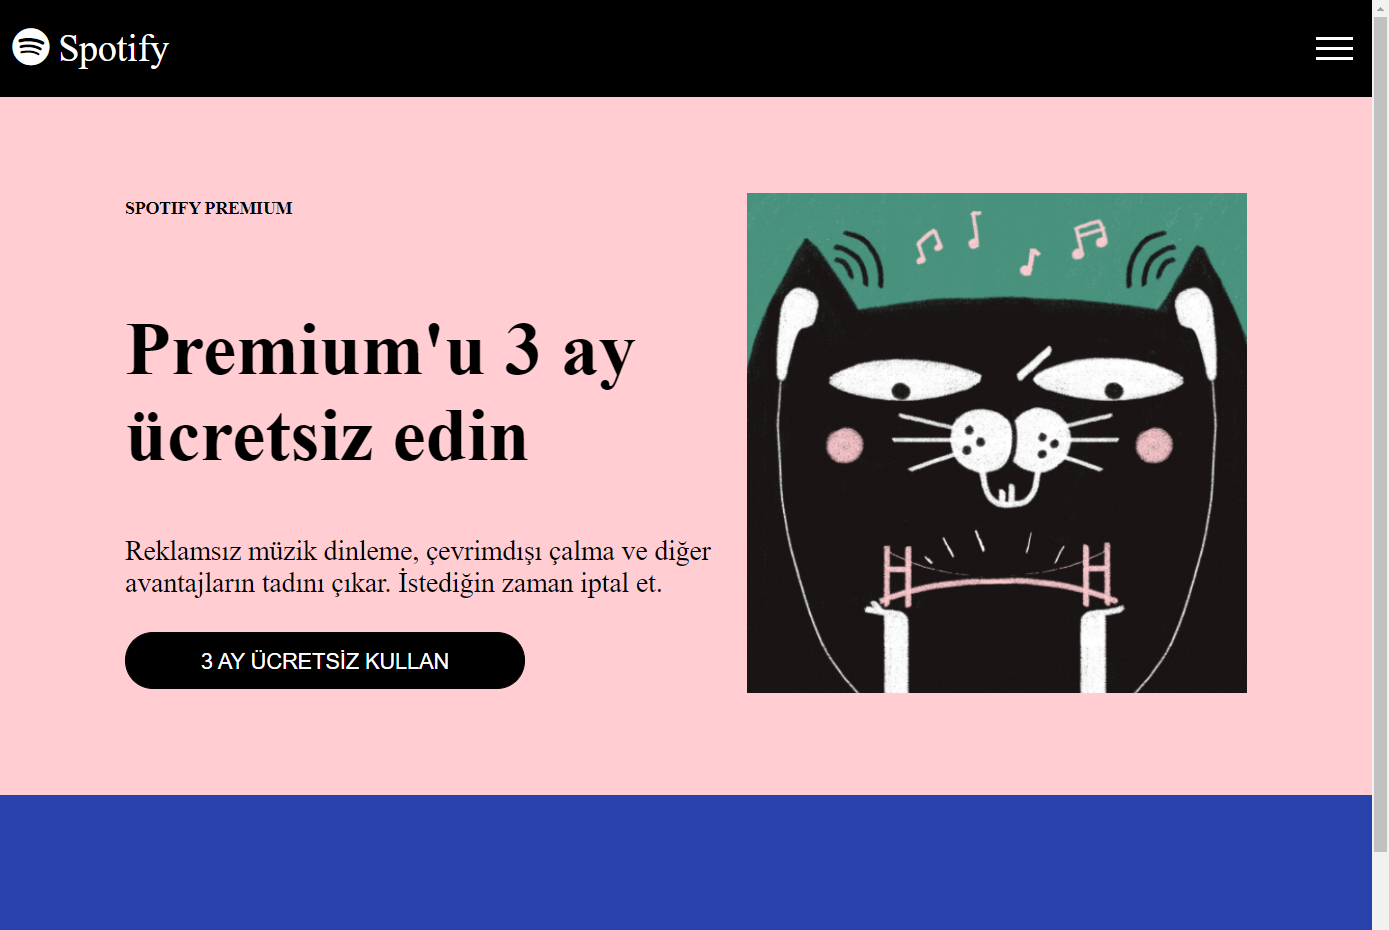 Spotify
SPOTIFY PREMIUM
Premium'u 3 ay
ücretsiz edin
Reklamsız müzik dinleme, çevrimdışı çalma ve diğer
avantajların tadını çıkar. İstediğin zaman iptal et.
3 AY ÜCRETSİZ KULLAN